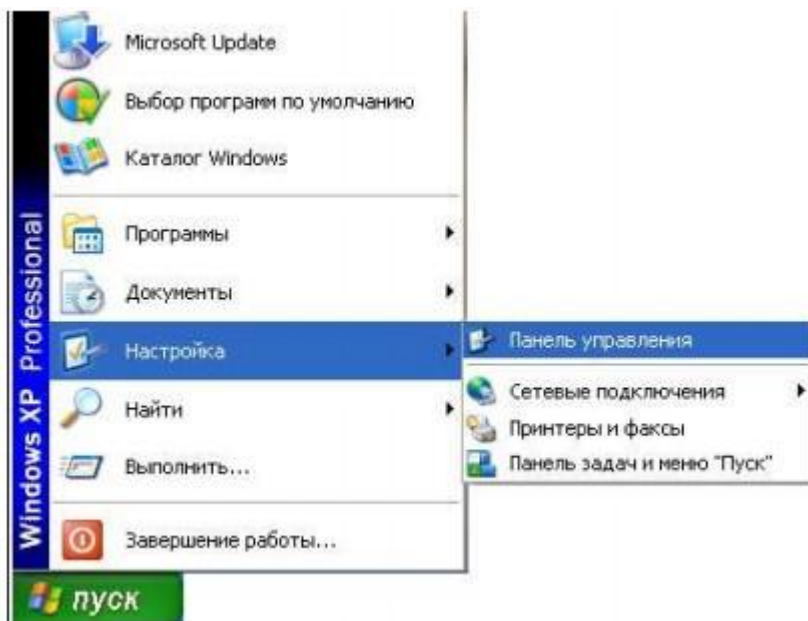 Microsoft Update
Выбор программ по умолчанию
Каталог Windows
Программы
Документы
Настройка
Найти
Выполнить...
Завершение работы...
Панель управления
Сетевые подключения
Принтеры и факсы
Панель задач и меню "Пуск"
Windows XP Professional
пуск